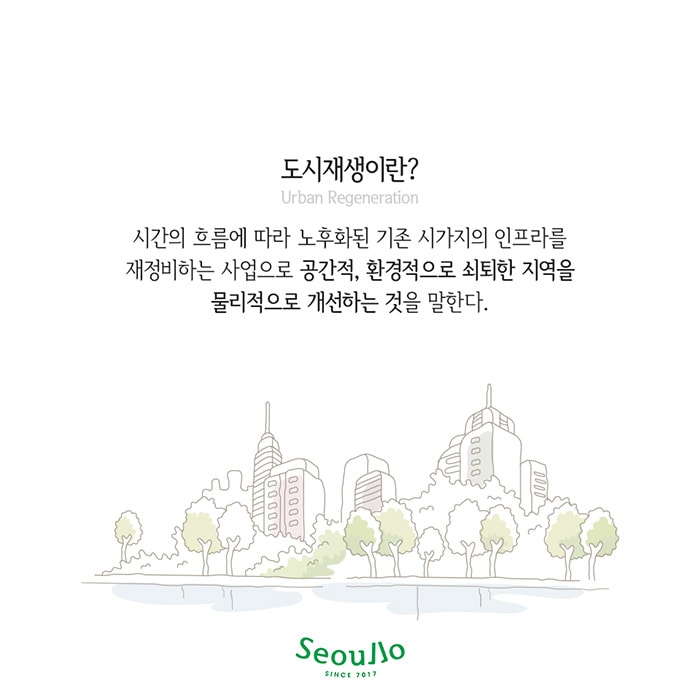 도시재생이란?
Urban Regeneration
시간의 흐름에 따라 노후화된 기존 시가지의 인프라를
재정비하는 사업으로 공간적, 환경적으로 쇠퇴한 지역을
물리적으로 개선하는 것을 말한다.
Seoullo
SINCE 7017